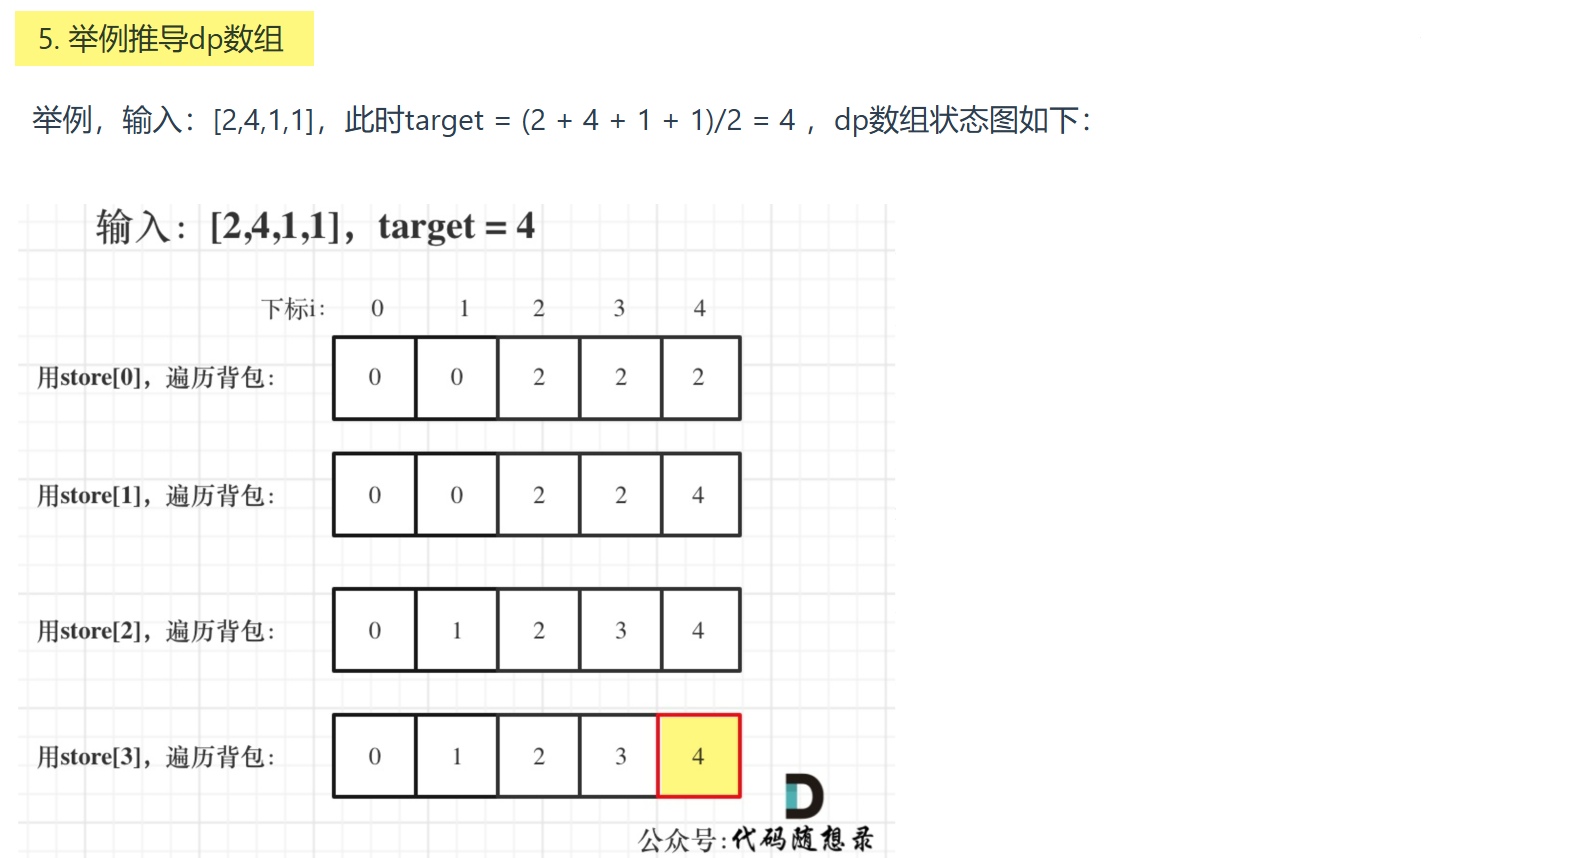 5. 举例推导dp数组
举例，输入：[2,4,1,1]，此时target = (2 + 4 + 1 + 1)/2 = 4 ，dp数组状态图如下：
输入：[2,4,1,1]，target = 4
下标i： 0 1 2 3 4
用store[0]，遍历背包： 0 0 2 2 2
用store[1]，遍历背包： 0 0 2 2 4
用store[2]，遍历背包： 0 1 2 3 4
用store[3]，遍历背包： 0 1 2 3 4
公众号:代码随想录